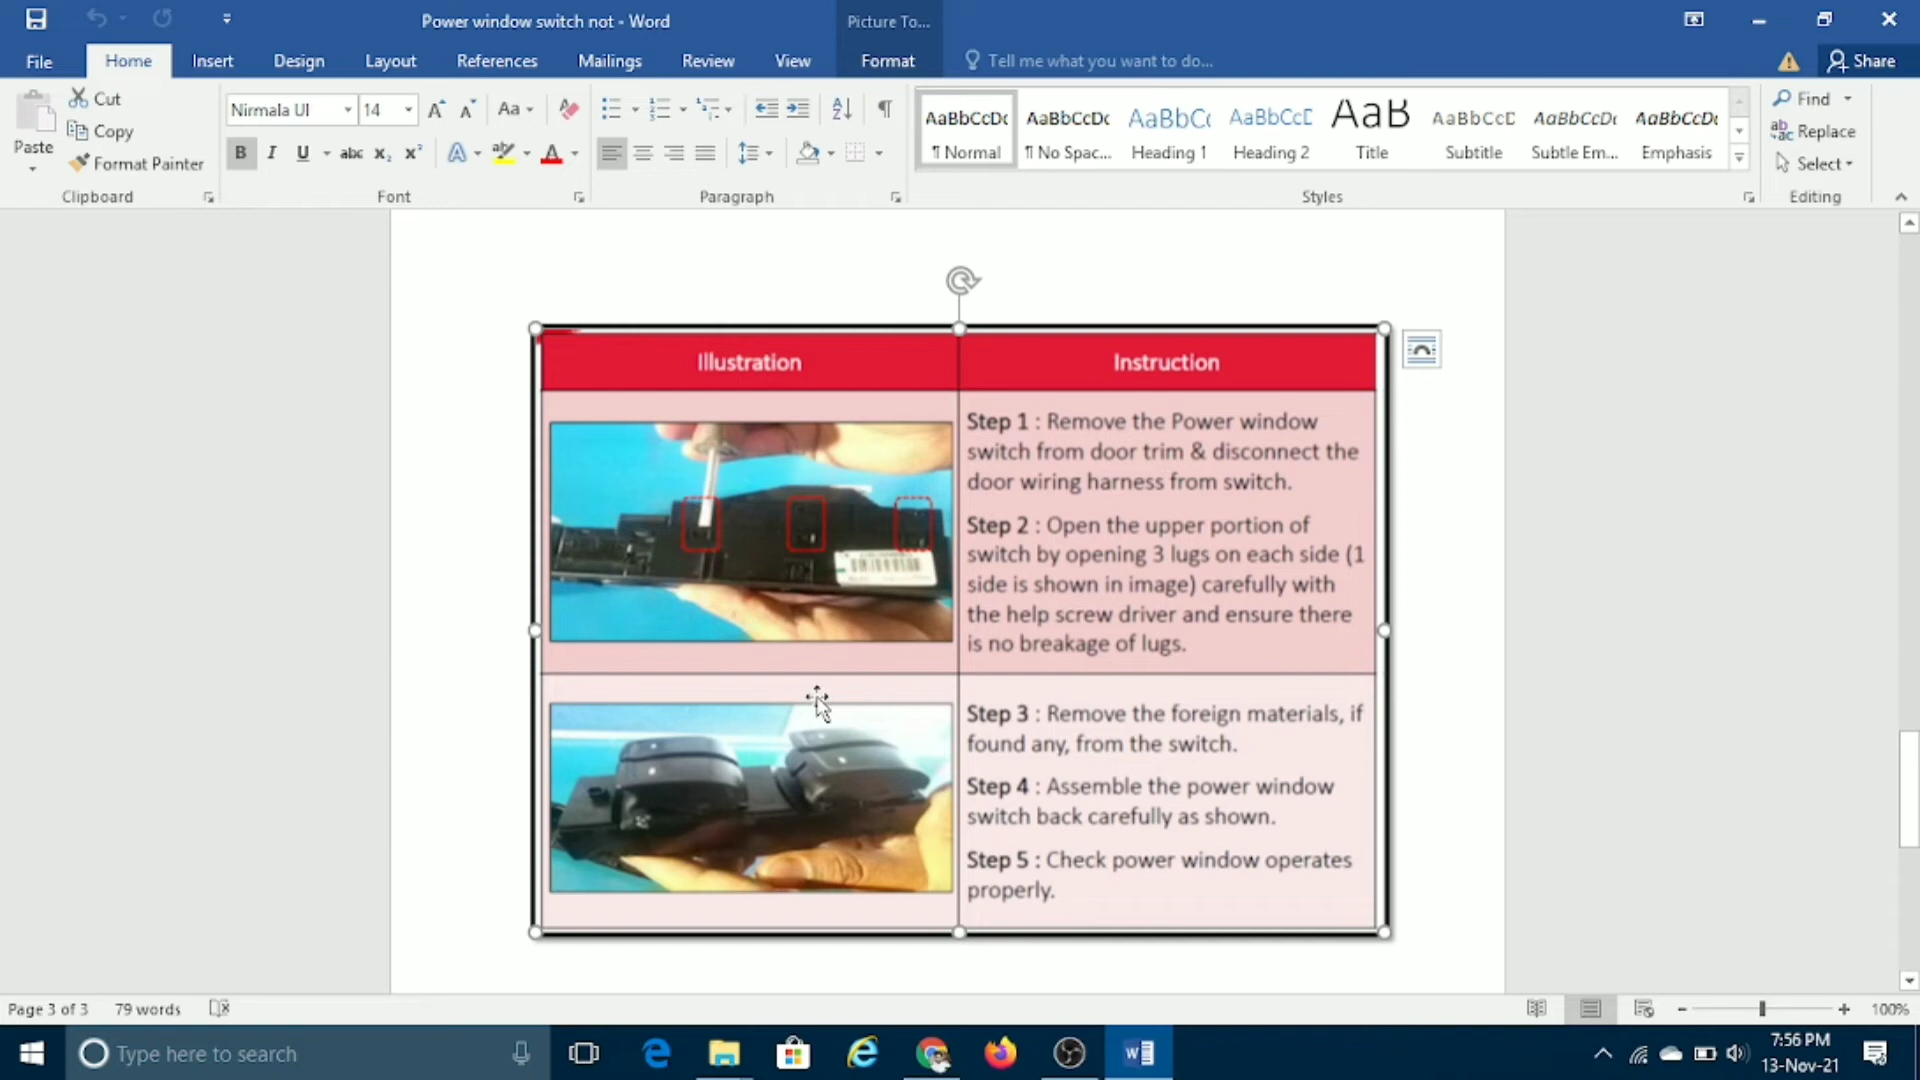 Power window switch not - Word
Picture To...
File
Home
Insert
Design
Layout
References
Mailings
Review
View
Format
Tell me what you want to do...
Share
Paste
Cut
Copy
Format Painter
Clipboard
Nirmala UI
14
Aa
B I U abc X₂ X²
A
Font
Paragraph
AaBbCcDc
¶ Normal
AaBbCcDc
¶ No Spac...
AaBbC
Heading 1
AaBbCcD
Heading 2
AaB
Title
AaBbCcD
Subtitle
AaBbCcDc
Subtle Em...
AaBbCcDc
Emphasis
Styles
Find
Replace
Select
Editing
Illustration
Instruction
Step 1 : Remove the Power window
switch from door trim & disconnect the
door wiring harness from switch.
Step 2 : Open the upper portion of
switch by opening 3 lugs on each side (1
side is shown in image) carefully with
the help screw driver and ensure there
is no breakage of lugs.
Step 3 : Remove the foreign materials, if
found any, from the switch.
Step 4 : Assemble the power window
switch back carefully as shown.
Step 5 : Check power window operates
properly.
Page 3 of 3
79 words
100%
Type here to search
7:56 PM
13-Nov-21